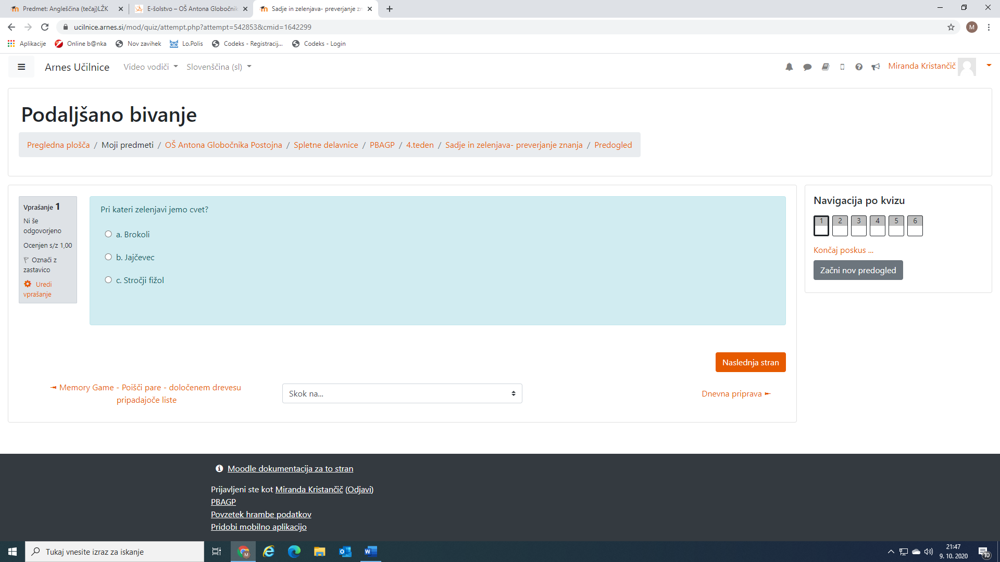 Predmet: Angleščina (tečaj)LŽK
E-šolstvo – OŠ Antona Globočnik
Sadje in zelenjava- preverjanje zn
ucilnice.arnes.si/mod/quiz/attempt.php?attempt=542853&cmid=1642299
M
Aplikacije
Online b@nka
Nov zavihek
Lo.Polis
Codeks - Registracij...
Codeks - Login
Arnes Učilnice
Video vodiči
Slovenščina (sl)
Miranda Kristančič
Podaljšano bivanje
Pregledna plošča / Moji predmeti / OŠ Antona Globočnika Postojna / Spletne delavnice / PBAGP / 4.teden / Sadje in zelenjava- preverjanje znanja / Predogled
Vprašanje 1
Ni še
odgovorjeno
Ocenjen s/z 1,00
Označi z
zastavico
Uredi
vprašanje
Pri kateri zelenjavi jemo cvet?
a. Brokoli
b. Jajčevec
c. Stročji fižol
Naslednja stran
◄ Memory Game - Poišči pare - določenem drevesu
pripadajoče liste
Skok na...
Dnevna priprava ►
Navigacija po kvizu
1 2 3 4 5 6
Končaj poskus ...
Začni nov predogled
Moodle dokumentacija za to stran
Prijavljeni ste kot Miranda Kristančič (Odjavi)
PBAGP
Povzetek hrambe podatkov
Pridobi mobilno aplikacijo
Tukaj vnesite izraz za iskanje
21:47
9. 10. 2020
10